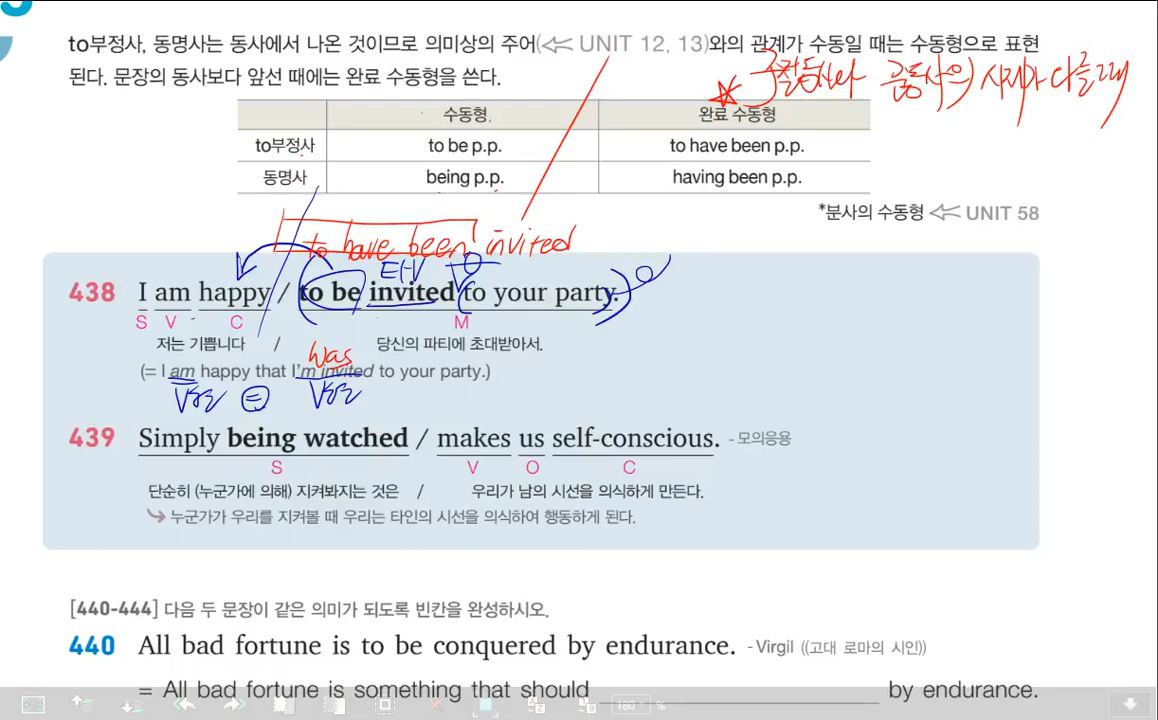 to부정사, 동명사는 동사에서 나온 것이므로 의미상의 주어(⇐ UNIT 12, 13)와의 관계가 수동일 때는 수동형으로 표현
된다. 문장의 동사보다 앞선 때에는 완료 수동형을 쓴다.
수동형 완료 수동형
to부정사 to be p.p. to have been p.p.
동명사 being p.p. having been p.p.
*분사의 수동형 ⇐ UNIT 58
to have been invited
438 I am happy / to be invited to your party.
S V C M
저는 기쁩니다 / 당신의 파티에 초대받아서.
was
(= I am happy that I'm invited to your party.)
439 Simply being watched / makes us self-conscious. - 모의응용
S V O C
단순히 (누군가에 의해) 지켜봐지는 것은 / 우리가 남의 시선을 의식하게 만든다.
↪ 누군가가 우리를 지켜볼 때 우리는 타인의 시선을 의식하여 행동하게 된다.
[440-444] 다음 두 문장이 같은 의미가 되도록 빈칸을 완성하시오.
440 All bad fortune is to be conquered by endurance. - Virgil ((고대 로마의 시인))
= All bad fortune is something that should ____________ by endurance.
180 %